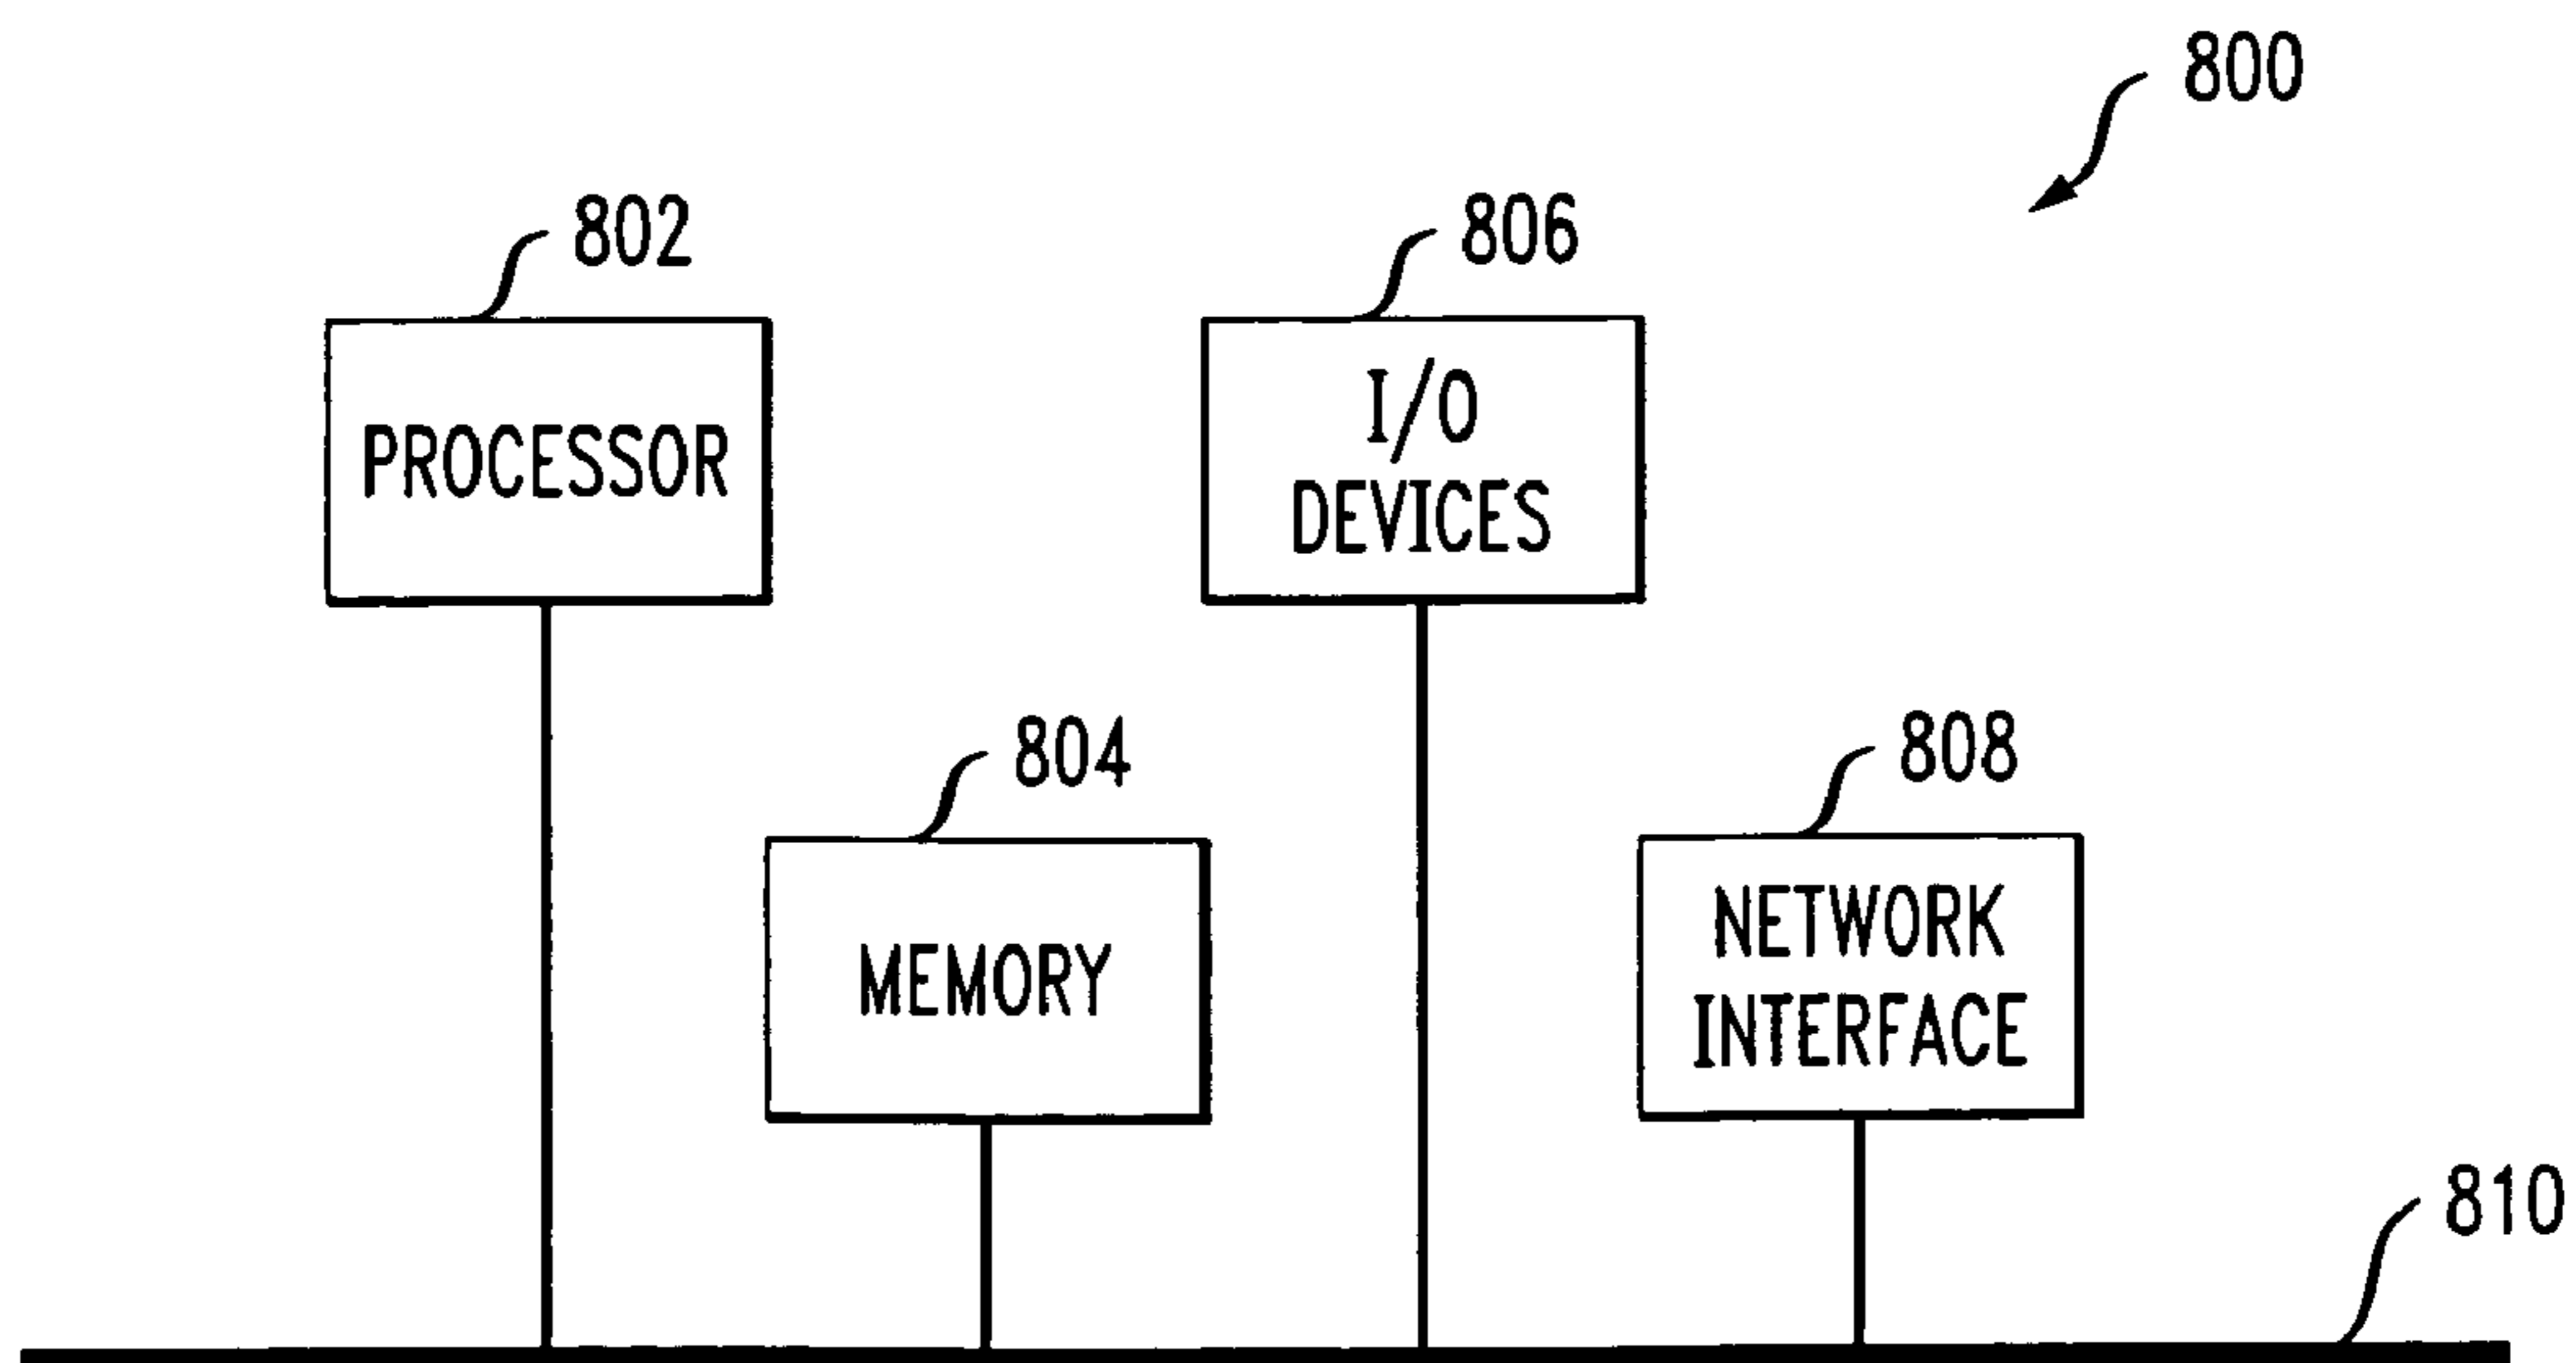 800
802
806
PROCESSOR
I/O
DEVICES
804
808
MEMORY
NETWORK
INTERFACE
810